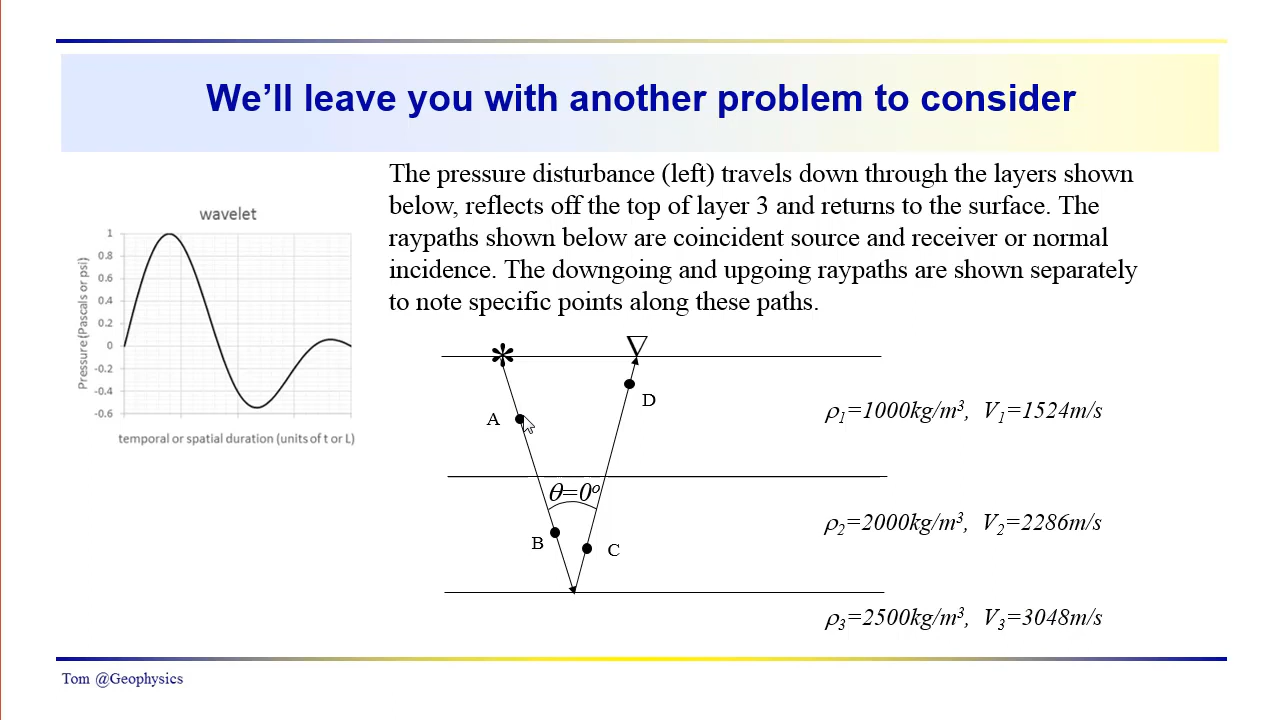 We’ll leave you with another problem to consider
The pressure disturbance (left) travels down through the layers shown
below, reflects off the top of layer 3 and returns to the surface. The
raypaths shown below are coincident source and receiver or normal
incidence. The downgoing and upgoing raypaths are shown separately
to note specific points along these paths.
wavelet
Pressure (Pascals or psi)
1
0.8
0.6
0.4
0.2
0
-0.2
-0.4
-0.6
temporal or spatial duration (units of t or L)
*
∇
A
D
ρ1=1000kg/m³, V1=1524m/s
θ=0°
B
C
ρ2=2000kg/m³, V2=2286m/s
ρ3=2500kg/m³, V3=3048m/s
Tom @Geophysics